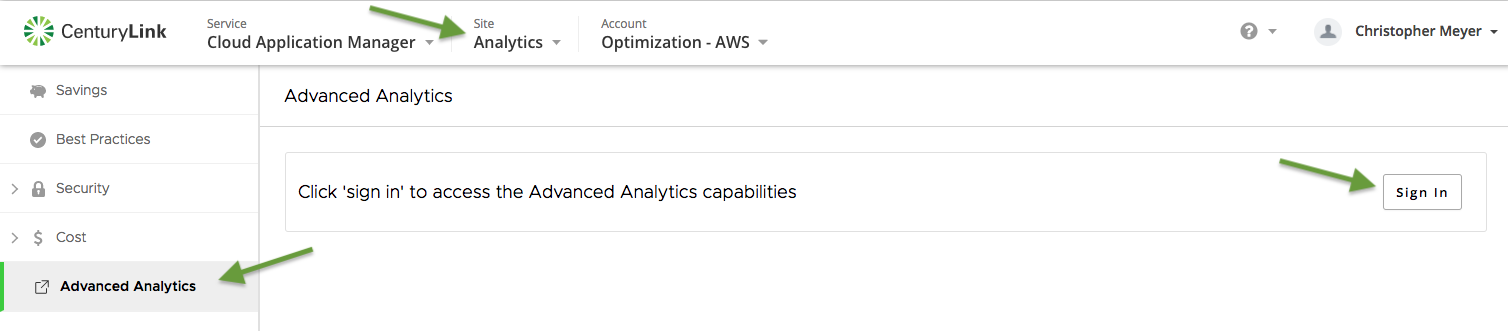 CenturyLink
Service
Cloud Application Manager
Site
Analytics
Account
Optimization - AWS
?
Christopher Meyer
Savings
Best Practices
Security
$ Cost
Advanced Analytics
Advanced Analytics
Click 'sign in' to access the Advanced Analytics capabilities
Sign In